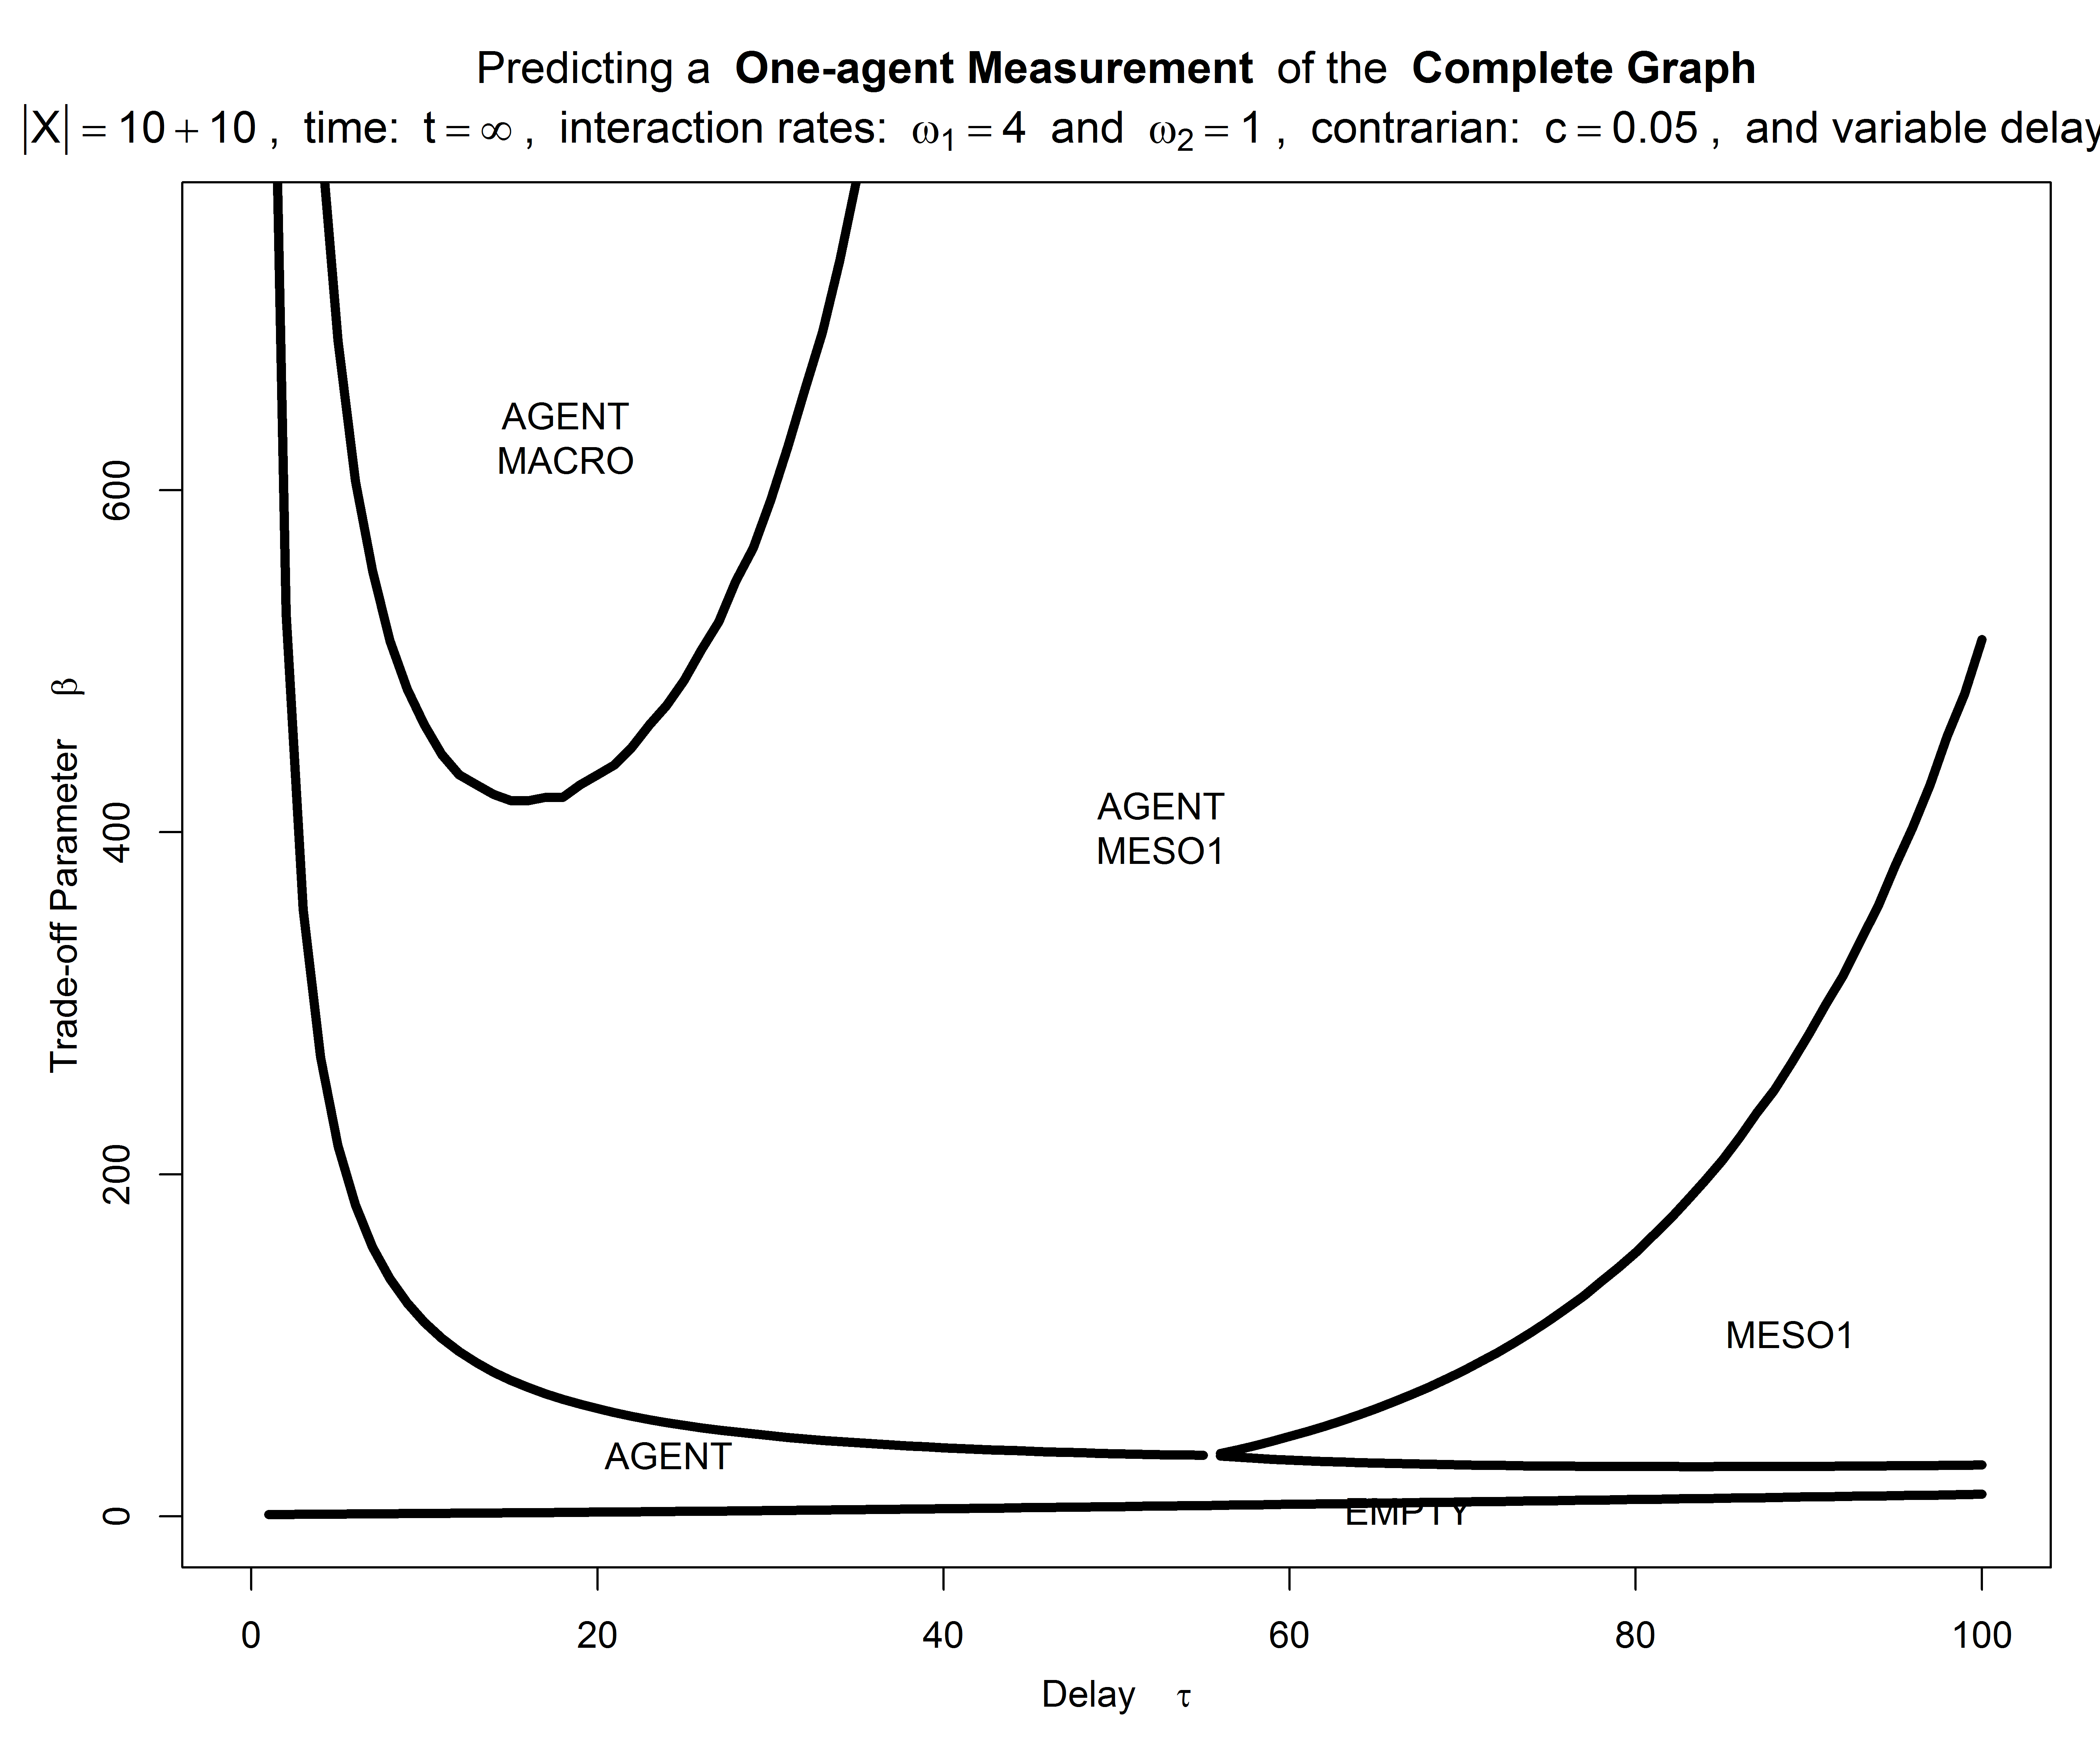 Predicting a One-agent Measurement of the Complete Graph
|X| = 10 + 10 , time: t = ∞ , interaction rates: ω₁ = 4 and ω₂ = 1 , contrarian: c = 0.05 , and variable delay
AGENT
MACRO
AGENT
MESO1
MESO1
AGENT
EMPTY
Trade-off Parameter β
0
200
400
600
0 20 40 60 80 100
Delay τ